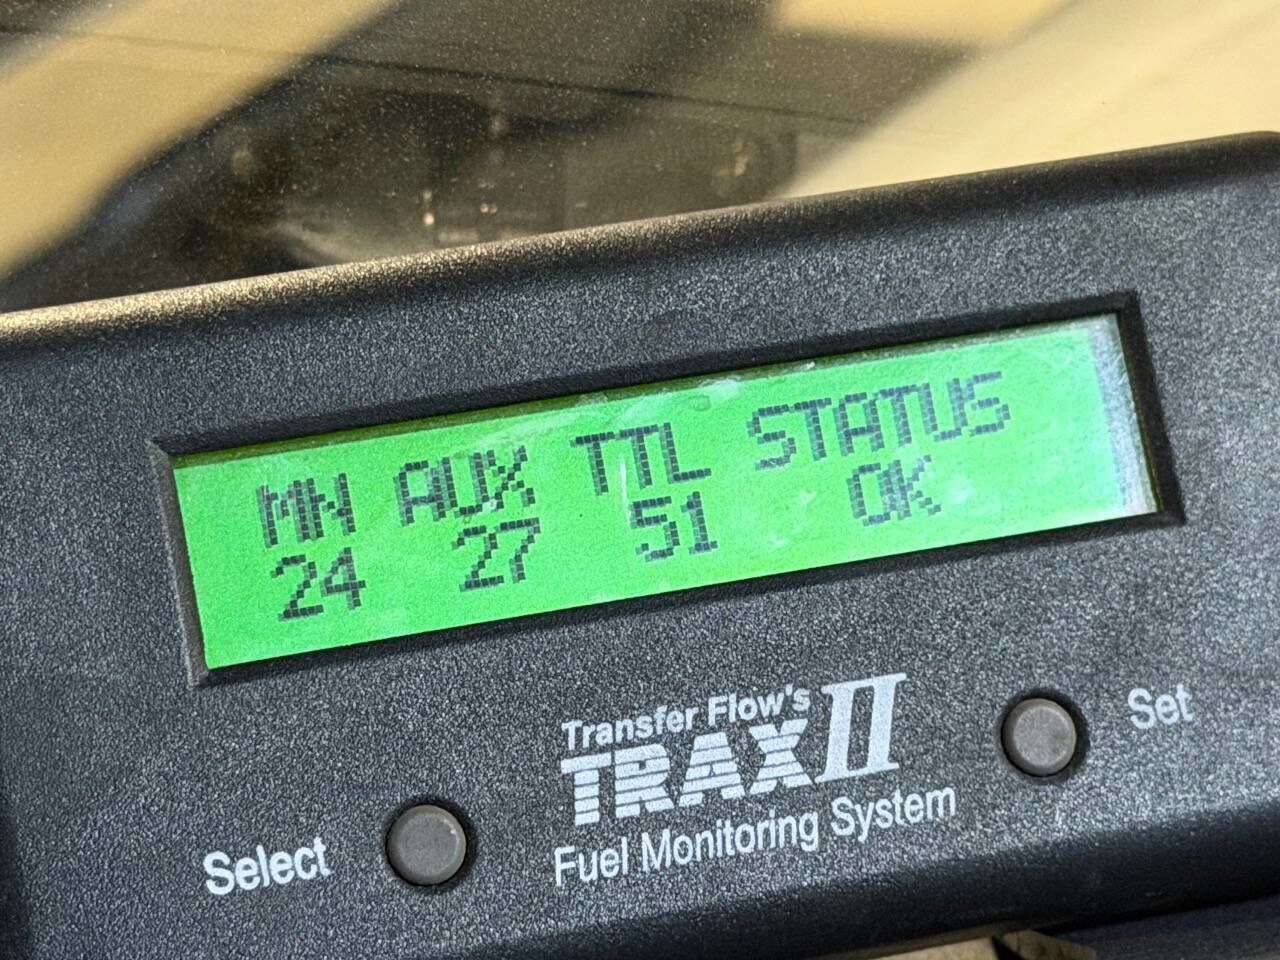 MN AUX TTL STATUS
24 27 51 OK
Transfer Flow's
TRAX II
Fuel Monitoring System
Select
Set